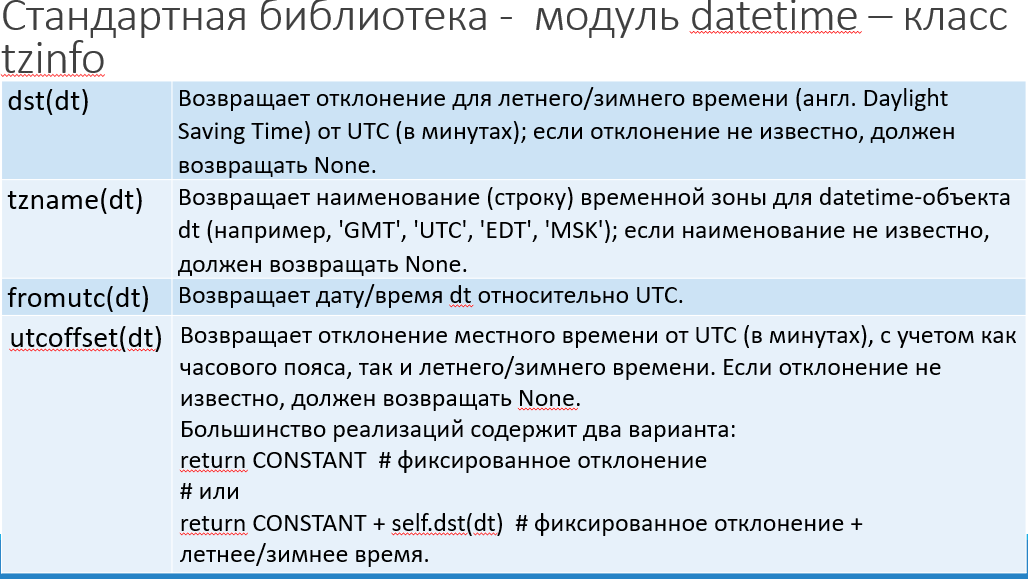 Стандартная библиотека -  модуль datetime – класс
tzinfo
dst(dt)
Возвращает отклонение для летнего/зимнего времени (англ. Daylight
Saving Time) от UTC (в минутах); если отклонение не известно, должен
возвращать None.
tzname(dt)
Возвращает наименование (строку) временной зоны для datetime-объекта
dt (например, 'GMT', 'UTC', 'EDT', 'MSK'); если наименование не известно,
должен возвращать None.
fromutc(dt)
Возвращает дату/время dt относительно UTC.
utcoffset(dt)
Возвращает отклонение местного времени от UTC (в минутах), с учетом как
часового пояса, так и летнего/зимнего времени. Если отклонение не
известно, должен возвращать None.
Большинство реализаций содержит два варианта:
return CONSTANT  # фиксированное отклонение
# или
return CONSTANT + self.dst(dt)  # фиксированное отклонение +
летнее/зимнее время.